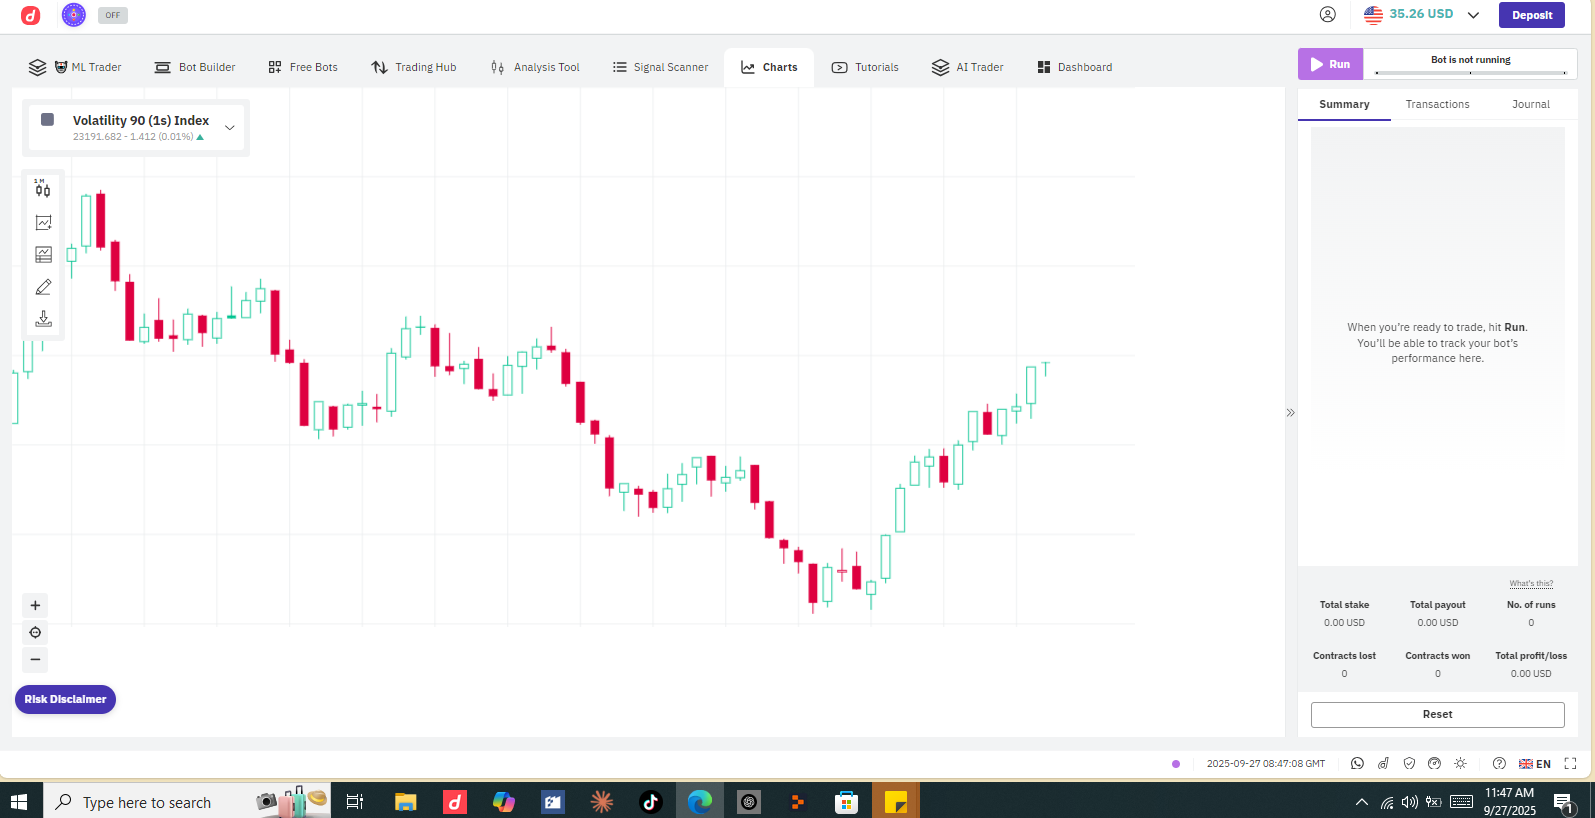 OFF
35.26 USD
Deposit
ML Trader
Bot Builder
Free Bots
Trading Hub
Analysis Tool
Signal Scanner
Charts
Tutorials
AI Trader
Dashboard
Run
Bot is not running
Volatility 90 (1s) Index
23191.682 - 1.412 (0.01%)
1 M
Summary
Transactions
Journal
When you're ready to trade, hit Run.
You'll be able to track your bot's
performance here.
What's this?
Total stake
Total payout
No. of runs
0.00 USD
0.00 USD
0
Contracts lost
Contracts won
Total profit/loss
0
0
0.00 USD
Reset
Risk Disclaimer
2025-09-27 08:47:08 GMT
EN
Type here to search
11:47 AM
9/27/2025
1